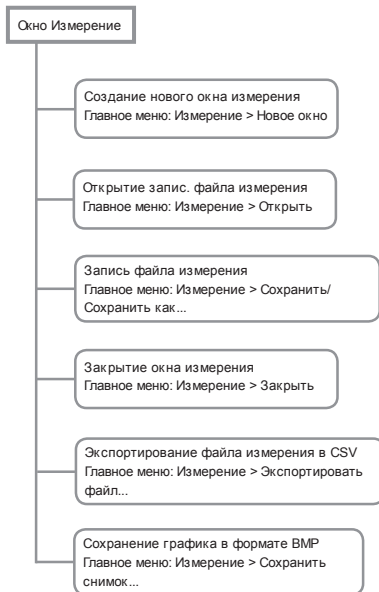 Окно Измерение
Создание нового окна измерения
Главное меню: Измерение > Новое окно
Открытие запис. файла измерения
Главное меню: Измерение > Открыть
Запись файла измерения
Главное меню: Измерение > Сохранить/
Сохранить как...
Закрытие окна измерения
Главное меню: Измерение > Закрыть
Экспортирование файла измерения в CSV
Главное меню: Измерение > Экспортировать
файл...
Сохранение графика в формате BMP
Главное меню: Измерение > Сохранить
снимок...